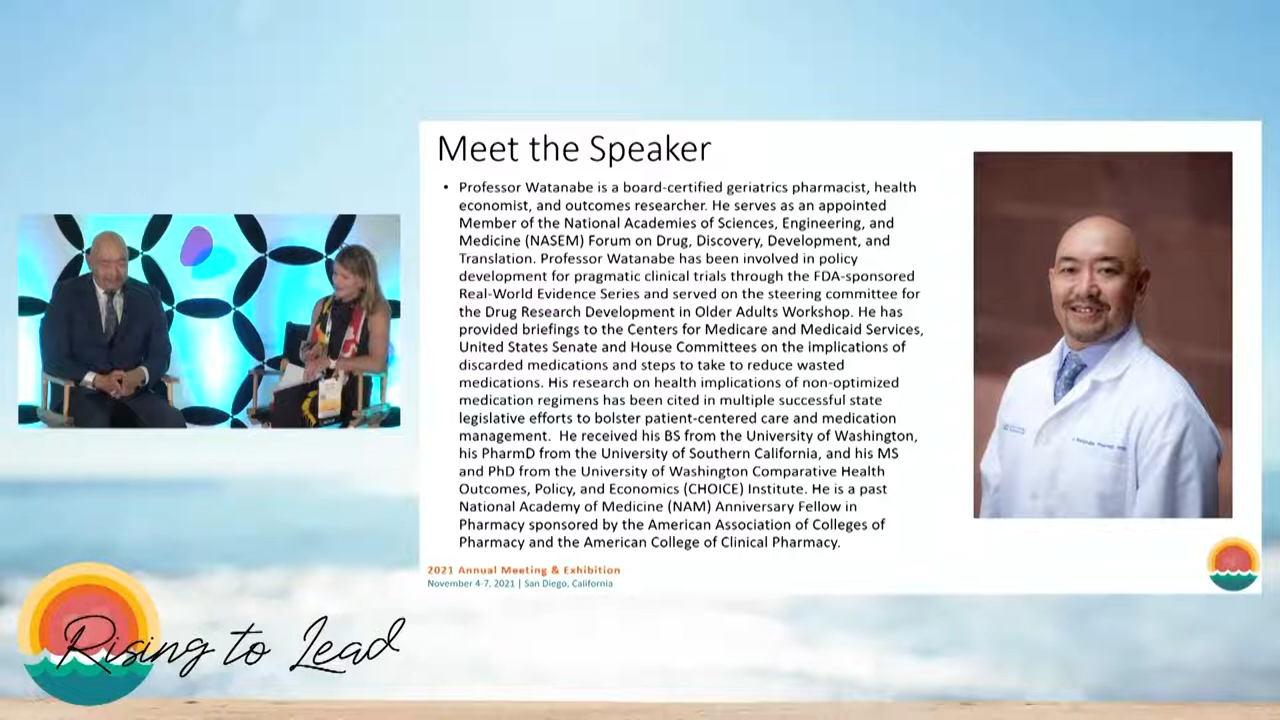 Meet the Speaker
• Professor Watanabe is a board-certified geriatrics pharmacist, health
economist, and outcomes researcher. He serves as an appointed
Member of the National Academies of Sciences, Engineering, and
Medicine (NASEM) Forum on Drug, Discovery, Development, and
Translation. Professor Watanabe has been involved in policy
development for pragmatic clinical trials through the FDA-sponsored
Real-World Evidence Series and served on the steering committee for
the Drug Research Development in Older Adults Workshop. He has
provided briefings to the Centers for Medicare and Medicaid Services,
United States Senate and House Committees on the implications of
discarded medications and steps to take to reduce wasted
medications. His research on health implications of non-optimized
medication regimens has been cited in multiple successful state
legislative efforts to bolster patient-centered care and medication
management. He received his BS from the University of Washington,
his PharmD from the University of Southern California, and his MS
and PhD from the University of Washington Comparative Health
Outcomes, Policy, and Economics (CHOICE) Institute. He is a past
National Academy of Medicine (NAM) Anniversary Fellow in
Pharmacy sponsored by the American Association of Colleges of
Pharmacy and the American College of Clinical Pharmacy.
2021 Annual Meeting & Exhibition
November 4-7, 2021 | San Diego, California
Rising to Lead